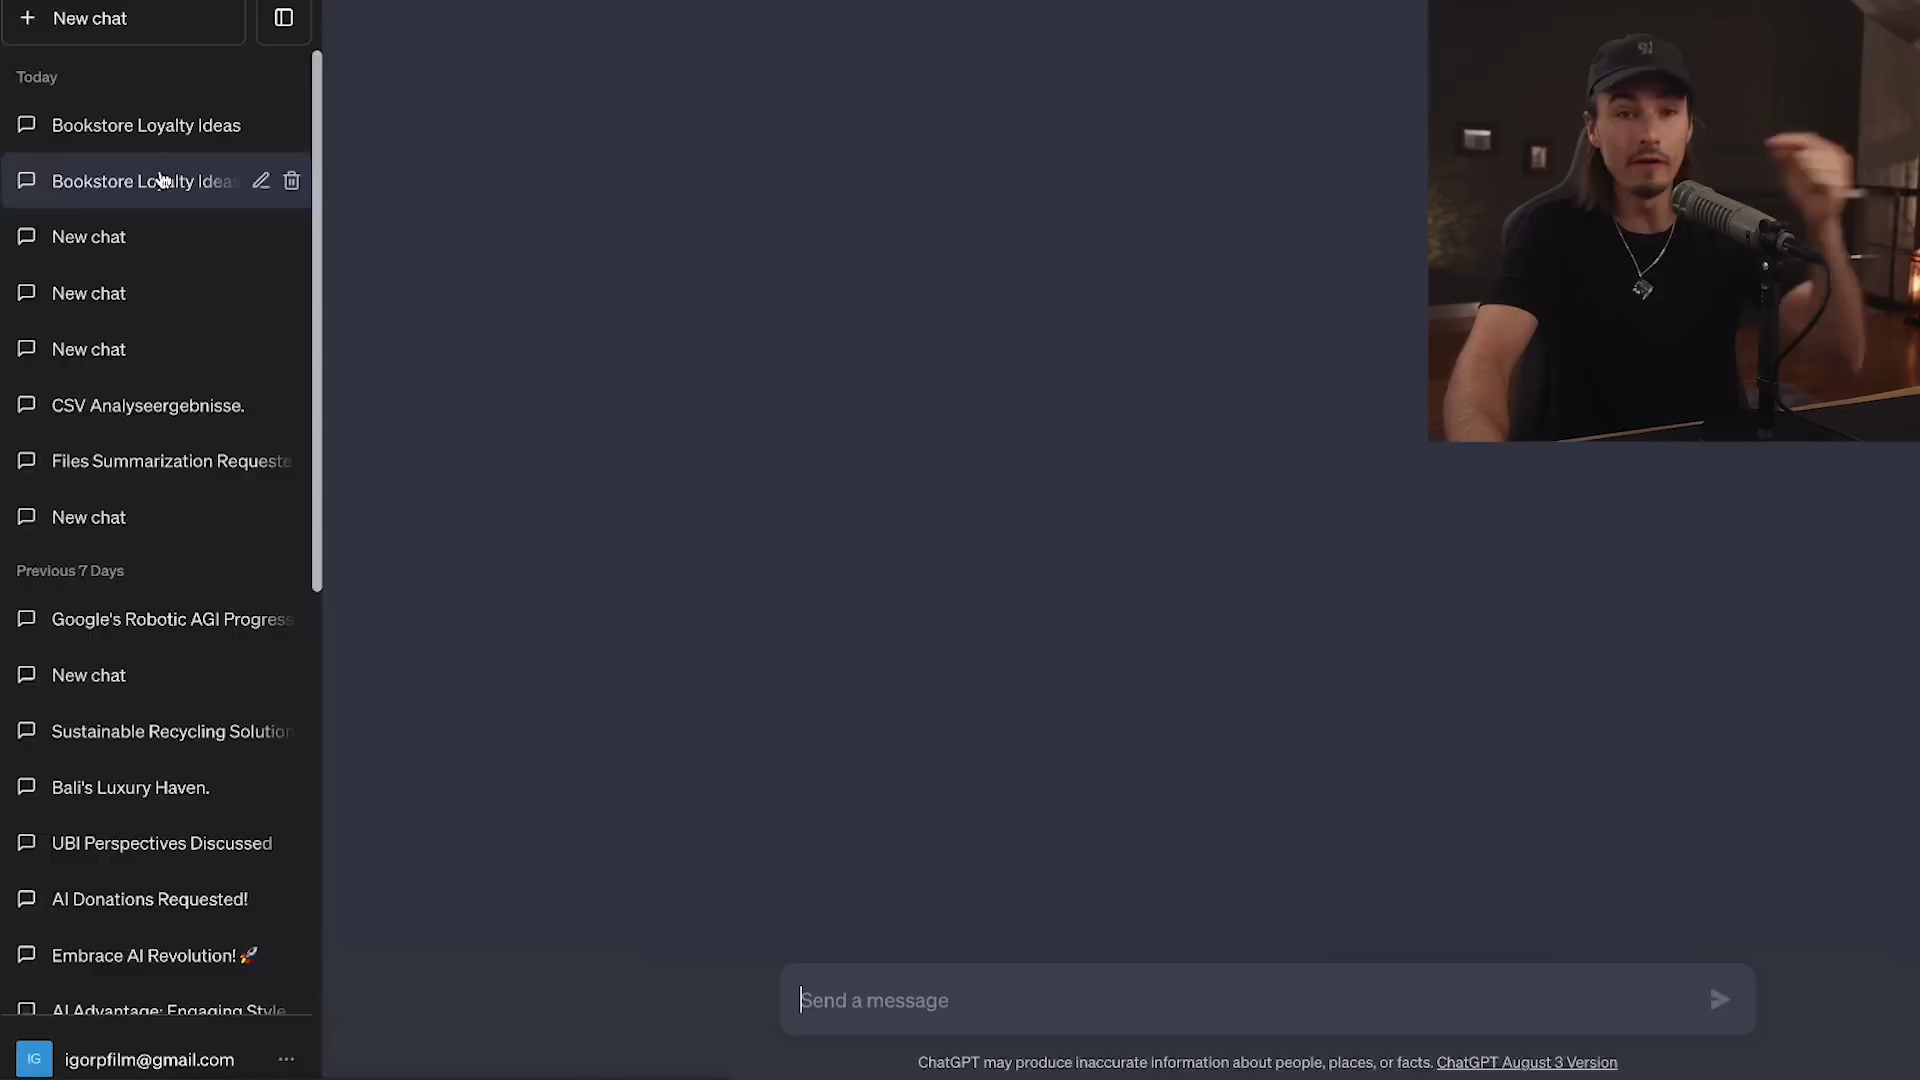 New chat
Today
Bookstore Loyalty Ideas
Bookstore Loyalty Ideas
New chat
New chat
New chat
CSV Analyseergebnisse.
Files Summarization Requeste
New chat
Previous 7 Days
Google's Robotic AGI Progress
New chat
Sustainable Recycling Solution
Bali's Luxury Haven.
UBI Perspectives Discussed
AI Donations Requested!
Embrace AI Revolution! 🚀
AI Advantage: Engaging Style
IG igorpfilm@gmail.com
Send a message
ChatGPT may produce inaccurate information about people, places, or facts. ChatGPT August 3 Version